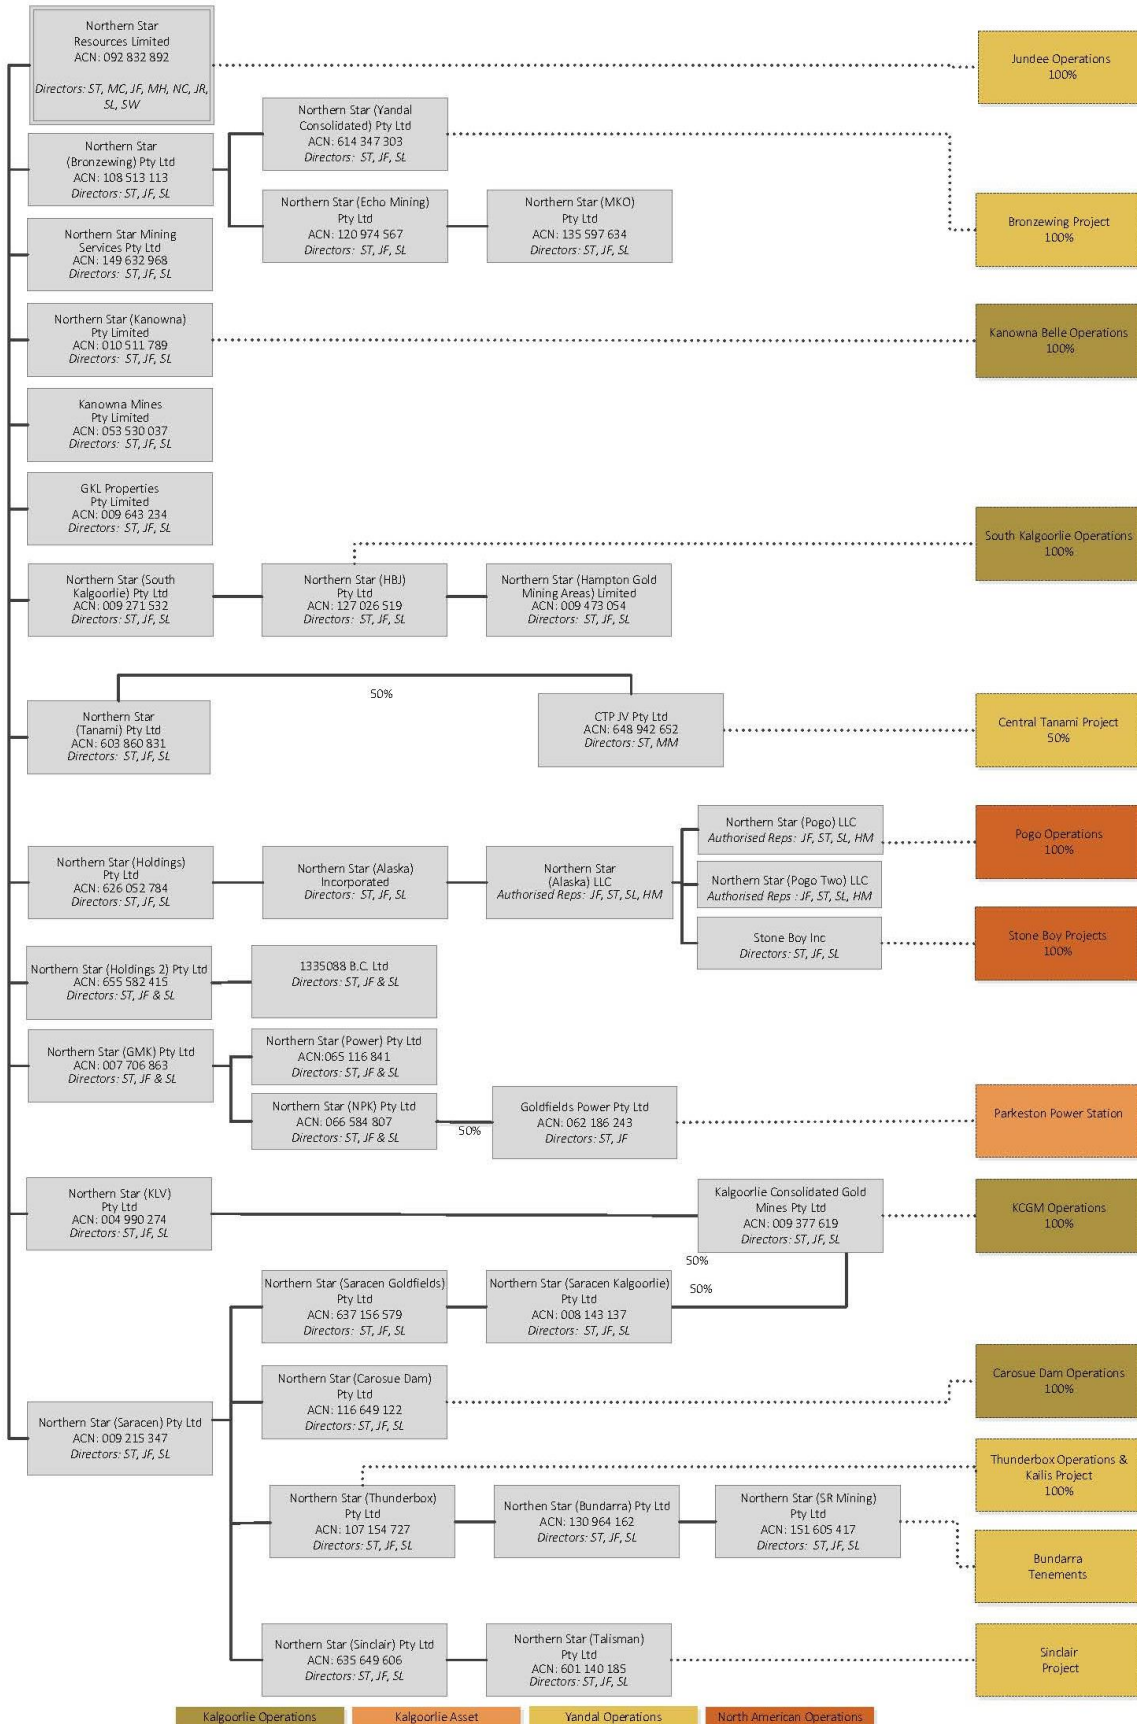 Northern Star
Resources Limited
ACN: 092 832 892
Directors: ST, MC, JF, MH, NC, JR,
SL, SW
Jundee Operations
100%
Northern Star
(Bronzewing) Pty Ltd
ACN: 108 513 113
Directors: ST, JF, SL
Northern Star (Yandal
Consolidated) Pty Ltd
ACN: 614 347 303
Directors: ST, JF, SL
Northern Star (Echo Mining)
Pty Ltd
ACN: 120 974 567
Directors: ST, JF, SL
Northern Star (MKO)
Pty Ltd
ACN: 135 597 634
Directors: ST, JF, SL
Bronzewing Project
100%
Northern Star Mining
Services Pty Ltd
ACN: 149 632 968
Directors: ST, JF, SL
Northern Star (Kanowna)
Pty Limited
ACN: 010 511 789
Directors: ST, JF, SL
Kanowna Belle Operations
100%
Kanowna Mines
Pty Limited
ACN: 053 530 037
Directors: ST, JF, SL
GKL Properties
Pty Limited
ACN: 009 643 234
Directors: ST, JF, SL
South Kalgoorlie Operations
100%
Northern Star (South
Kalgoorlie) Pty Ltd
ACN: 009 271 532
Directors: ST, JF, SL
Northern Star (HBJ)
Pty Ltd
ACN: 127 026 519
Directors: ST, JF, SL
Northern Star (Hampton Gold
Mining Areas) Limited
ACN: 009 473 054
Directors: ST, JF, SL
50%
Northern Star
(Tanami) Pty Ltd
ACN: 603 860 831
Directors: ST, JF, SL
CTP JV Pty Ltd
ACN: 648 942 652
Directors: ST, MM
Central Tanami Project
50%
Northern Star (Holdings)
Pty Ltd
ACN: 626 052 784
Directors: ST, JF, SL
Northern Star (Alaska)
Incorporated
Directors: ST, JF, SL
Northern Star
(Alaska) LLC
Authorised Reps: JF, ST, SL, HM
Northern Star (Pogo) LLC
Authorised Reps: JF, ST, SL, HM
Northern Star (Pogo Two) LLC
Authorised Reps : JF, ST, SL, HM
Stone Boy Inc
Directors: ST, JF, SL
Pogo Operations
100%
Stone Boy Projects
100%
Northern Star (Holdings 2) Pty Ltd
ACN: 655 582 415
Directors: ST, JF & SL
1335088 B.C. Ltd
Directors: ST, JF & SL
Northern Star (GMK) Pty Ltd
ACN: 007 706 863
Directors: ST, JF & SL
Northern Star (Power) Pty Ltd
ACN:065 116 841
Directors: ST, JF & SL
Northern Star (NPK) Pty Ltd
ACN: 066 584 807
Directors: ST, JF & SL
50%
Goldfields Power Pty Ltd
ACN: 062 186 243
Directors: ST, JF
Parkeston Power Station
Northern Star (KLV)
Pty Ltd
ACN: 004 990 274
Directors: ST, JF, SL
Kalgoorlie Consolidated Gold
Mines Pty Ltd
ACN: 009 377 619
Directors: ST, JF, SL
KCGM Operations
100%
50%
50%
Northern Star (Saracen Goldfields)
Pty Ltd
ACN: 637 156 579
Directors: ST, JF, SL
Northern Star (Saracen Kalgoorlie)
Pty Ltd
ACN: 008 143 137
Directors: ST, JF, SL
Northern Star (Carosue Dam)
Pty Ltd
ACN: 116 649 122
Directors: ST, JF, SL
Carosue Dam Operations
100%
Northern Star (Saracen) Pty Ltd
ACN: 009 215 347
Directors: ST, JF, SL
Thunderbox Operations &
Kailis Project
100%
Northern Star (Thunderbox)
Pty Ltd
ACN: 107 154 727
Directors: ST, JF, SL
Northen Star (Bundarra) Pty Ltd
ACN: 130 964 162
Directors: ST, JF, SL
Northern Star (SR Mining)
Pty Ltd
ACN: 151 605 417
Directors: ST, JF, SL
Bundarra
Tenements
Northern Star (Sinclair) Pty Ltd
ACN: 635 649 606
Directors: ST, JF, SL
Northern Star (Talisman)
Pty Ltd
ACN: 601 140 185
Directors: ST, JF, SL
Sinclair
Project
Kalgoorlie Operations
Kalgoorlie Asset
Yandal Operations
North American Operations